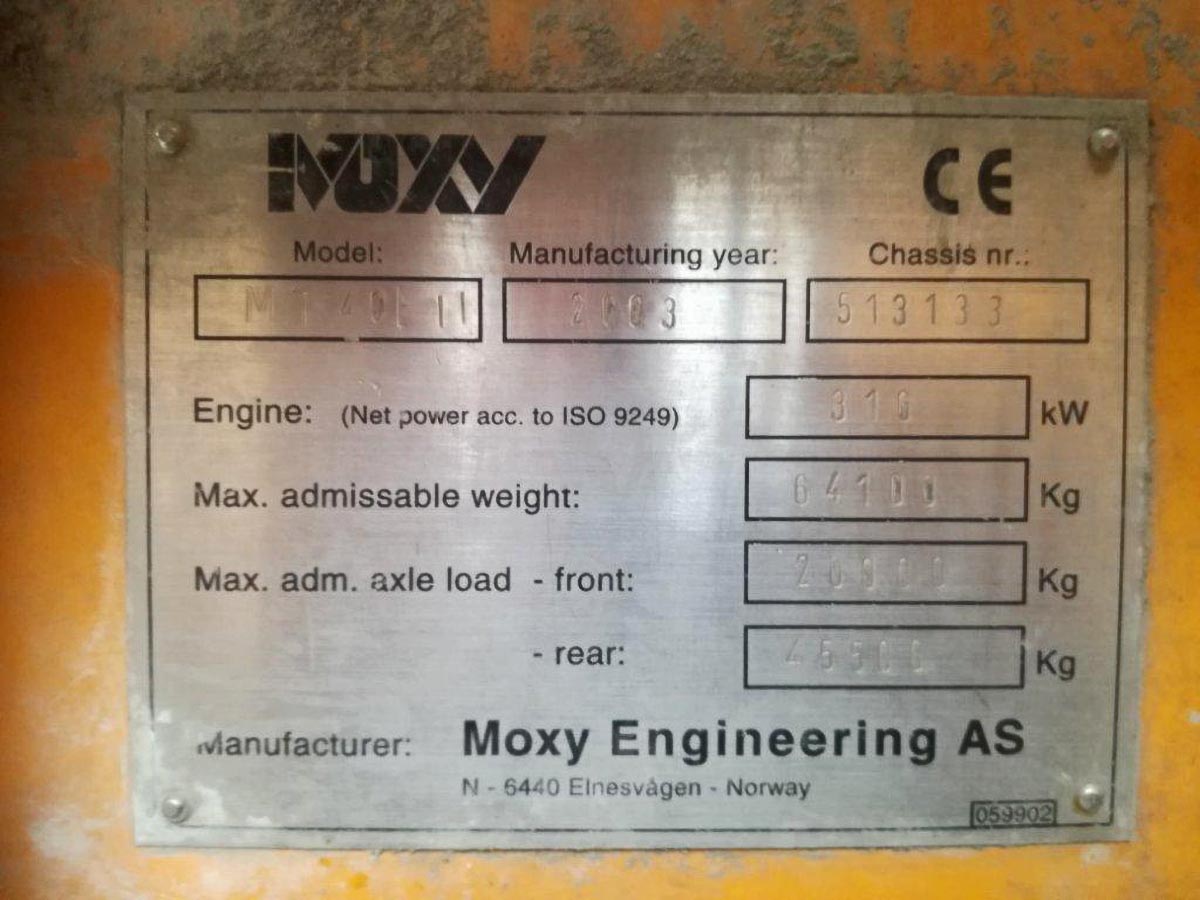 MOXY CE
Model: Manufacturing year: Chassis nr.:
2003 513133
Engine: (Net power acc. to ISO 9249) kW
Max. admissable weight: 64100 Kg
Max. adm. axle load - front: Kg
- rear: Kg
Manufacturer: Moxy Engineering AS
N - 6440 Elnesvågen - Norway
059902